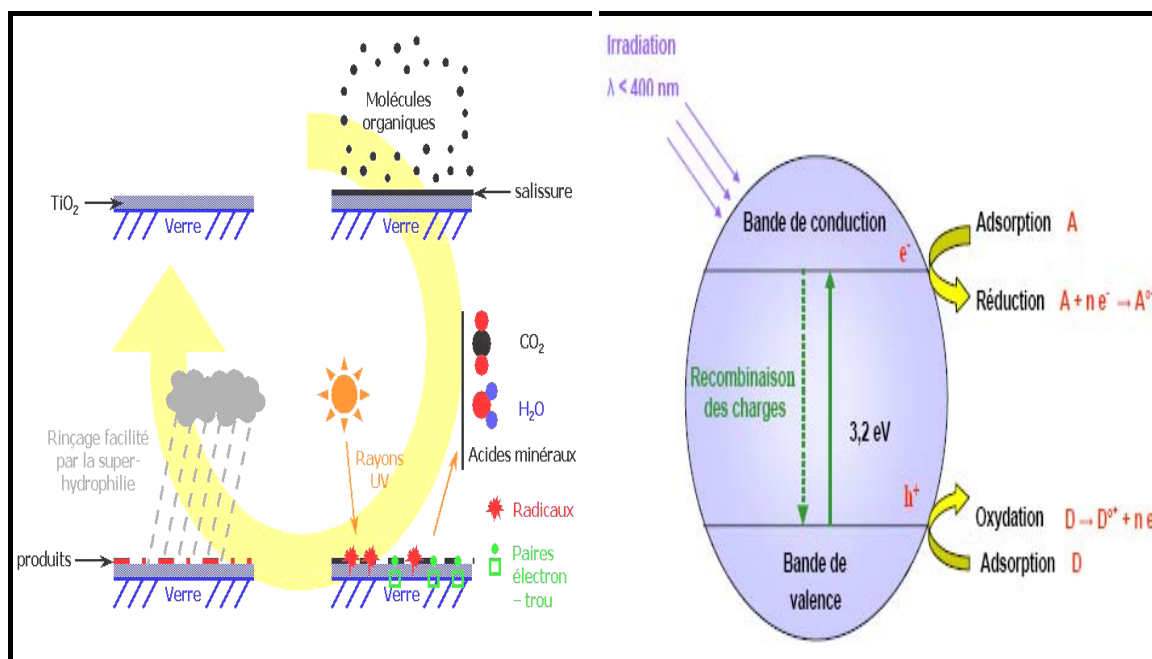 Molécules
organiques
salissure
TiO₂
Verre
Verre
CO₂
H₂O
Acides minéraux
Rinçage facilité
par la super-
hydrophilie
Rayons
UV
Radicaux
Paires
électron
– trou
produits
Verre
Verre
Irradiation
λ < 400 nm
Bande de conduction
e⁻
Adsorption A
Réduction A + n e⁻ → A°⁻
Recombinaison
des charges
3,2 eV
h⁺
Oxydation D → D°⁺ + n e
Adsorption D
Bande de
valence